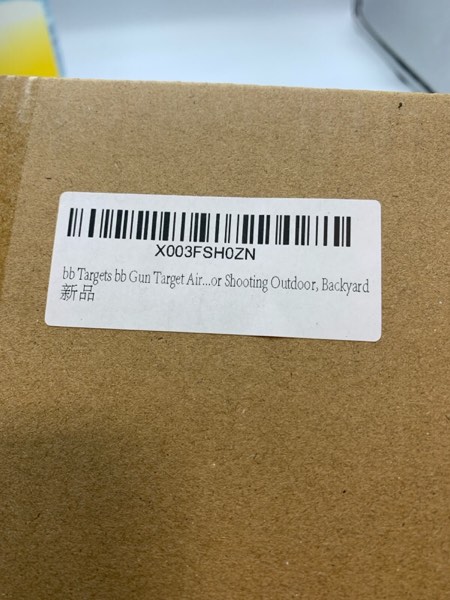 X003FSH0ZN
bb Targets bb Gun Target Air...or Shooting Outdoor, Backyard
新品